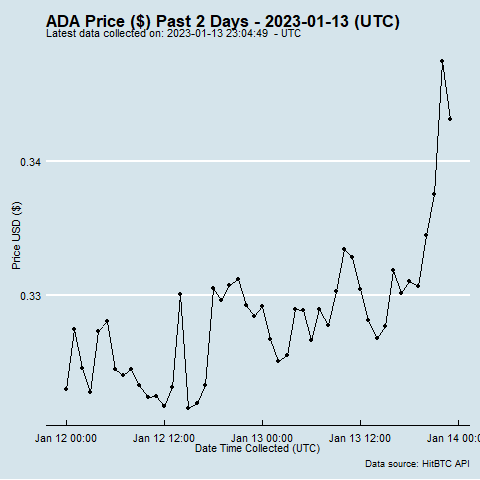 ADA Price ($) Past 2 Days - 2023-01-13 (UTC)
Latest data collected on: 2023-01-13 23:04:49 - UTC
0.34
0.33
Price USD ($)
Jan 12 00:00 Jan 12 12:00 Jan 13 00:00 Jan 13 12:00 Jan 14 00:00
Date Time Collected (UTC)
Data source: HitBTC API